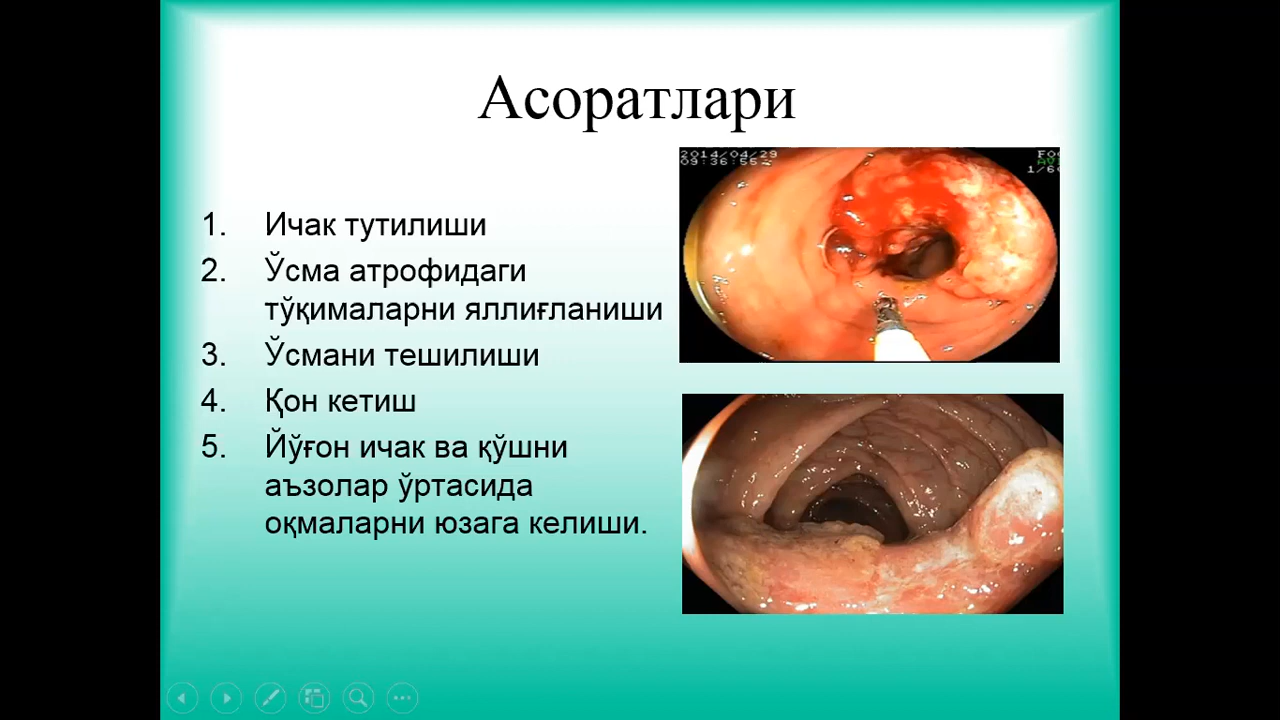 Асоратлари
1. Ичак тутилиши
2. Ўсма атрофидаги
тўқималарни яллиғланиши
3. Ўсмани тешилиши
4. Қон кетиш
5. Йўғон ичак ва қўшни
аъзолар ўртасида
оқмаларни юзага келиши.
2014/04/29
09:36:55